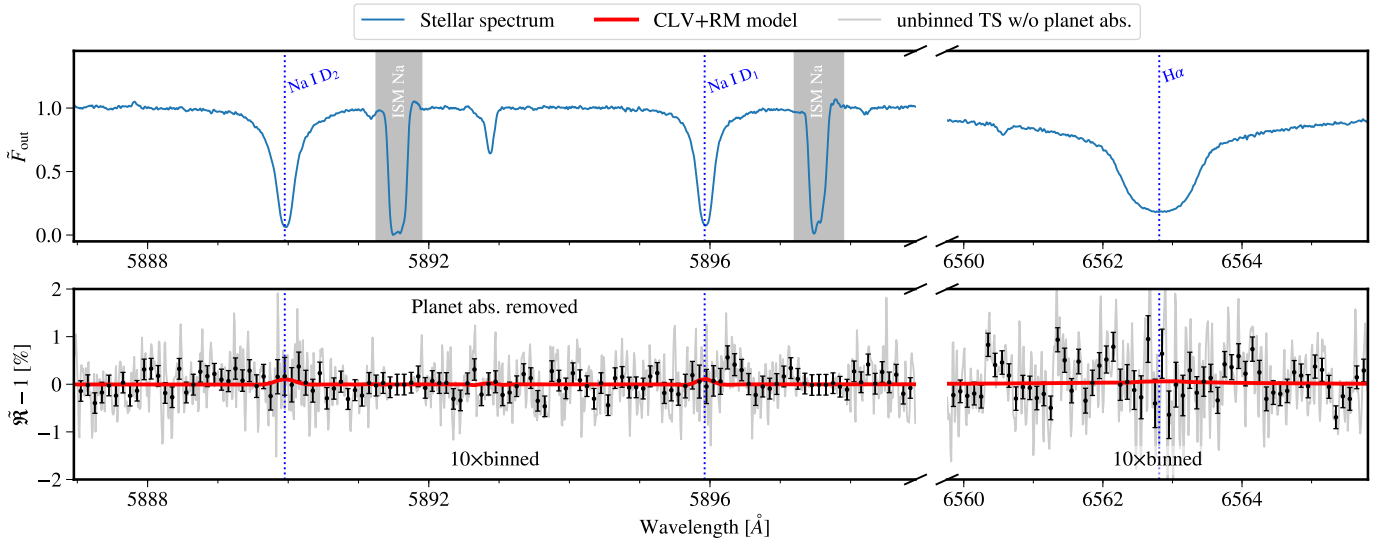 Stellar spectrum CLV+RM model unbinned TS w/o planet abs.
Na I D₂ ISM Na Na I D₁ ISM Na Hα
F̃out
1.0
0.5
0.0
5888 5892 5896 6560 6562 6564
Planet abs. removed
ℜ̃ − 1 [%]
2
1
0
−1
−2
10×binned 10×binned
5888 5892 5896 6560 6562 6564
Wavelength [Å]